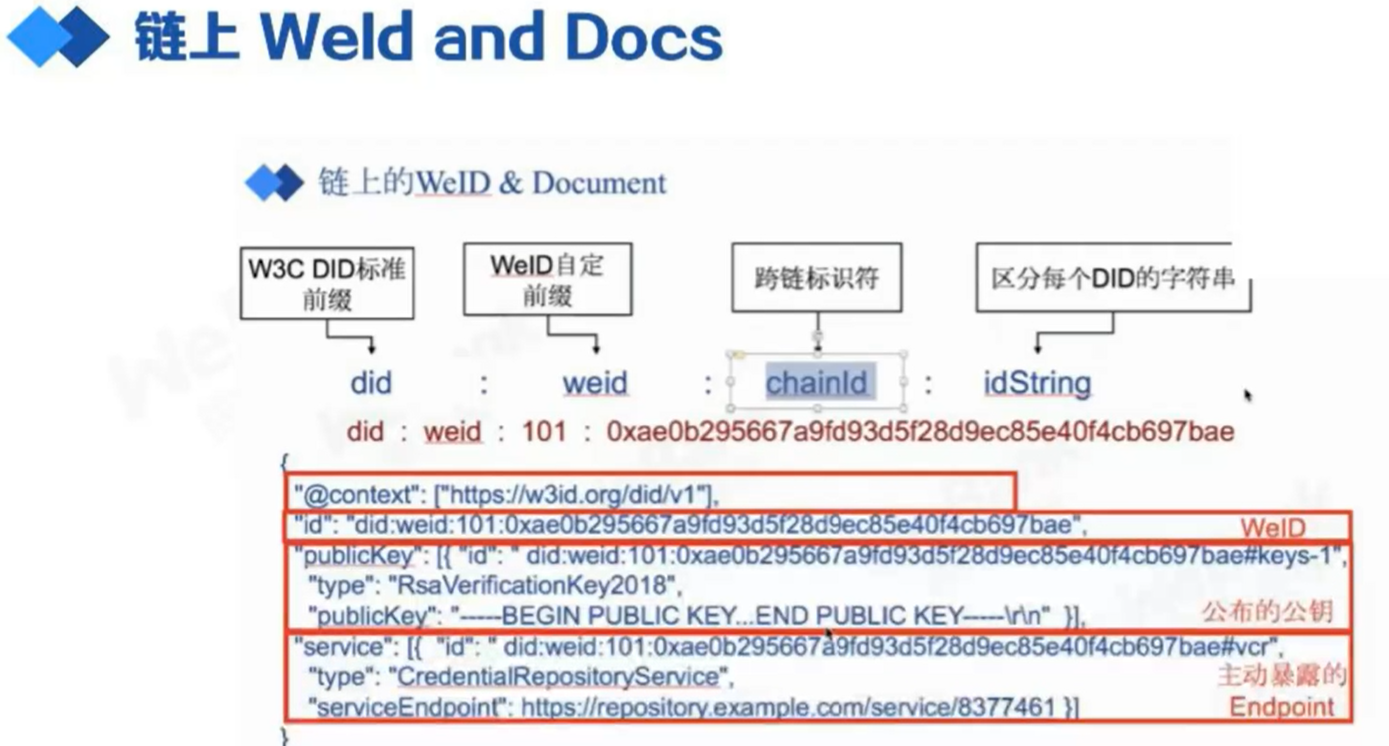 链上 Weld and Docs
链上的WeID & Document
W3C DID标准
前缀
WeID自定
前缀
跨链标识符
区分每个DID的字符串
did : weid : chainId : idString
did : weid : 101 : 0xae0b295667a9fd93d5f28d9ec85e40f4cb697bae
{
"@context": ["https://w3id.org/did/v1"],
"id": "did:weid:101:0xae0b295667a9fd93d5f28d9ec85e40f4cb697bae", WeID
"publicKey": [{ "id": " did:weid:101:0xae0b295667a9fd93d5f28d9ec85e40f4cb697bae#keys-1",
"type": "RsaVerificationKey2018",
"publicKey": "-----BEGIN PUBLIC KEY...END PUBLIC KEY-----\r\n" }], 公布的公钥
"service": [{ "id": " did:weid:101:0xae0b295667a9fd93d5f28d9ec85e40f4cb697bae#vcr",
"type": "CredentialRepositoryService", 主动暴露的
"serviceEndpoint": https://repository.example.com/service/8377461 }] Endpoint
}